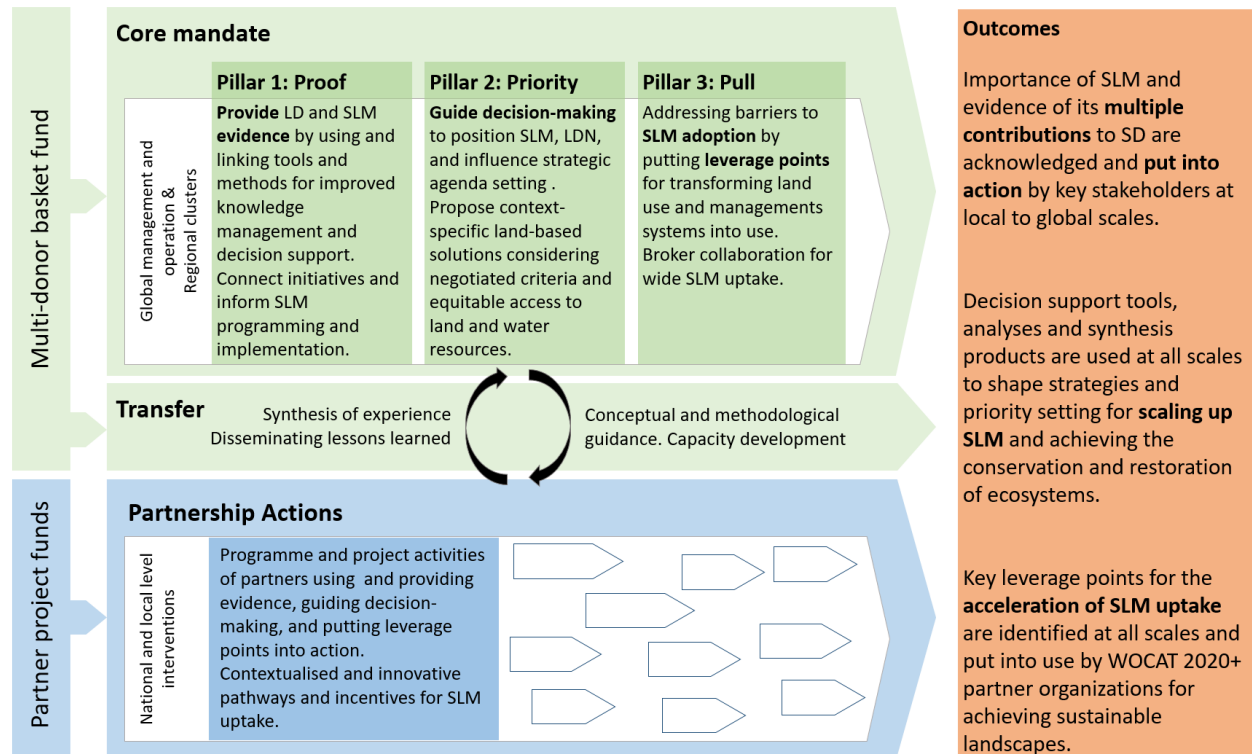 Multi-donor basket fund
Core mandate
Global management and
operation &
Regional clusters
Pillar 1: Proof
Provide LD and SLM
evidence by using and
linking tools and
methods for improved
knowledge
management and
decision support.
Connect initiatives and
inform SLM
programming and
implementation.
Pillar 2: Priority
Guide decision-making
to position SLM, LDN,
and influence strategic
agenda setting .
Propose context-
specific land-based
solutions considering
negotiated criteria and
equitable access to
land and water
resources.
Pillar 3: Pull
Addressing barriers to
SLM adoption by
putting leverage points
for transforming land
use and managements
systems into use.
Broker collaboration for
wide SLM uptake.
Transfer
Synthesis of experience
Disseminating lessons learned
Conceptual and methodological
guidance. Capacity development
Partner project funds
Partnership Actions
National and local level
interventions
Programme and project activities
of partners using  and providing
evidence, guiding decision-
making, and putting leverage
points into action.
Contextualised and innovative
pathways and incentives for SLM
uptake.
Outcomes
Importance of SLM and
evidence of its multiple
contributions to SD are
acknowledged and put into
action by key stakeholders at
local to global scales.
Decision support tools,
analyses and synthesis
products are used at all scales
to shape strategies and
priority setting for scaling up
SLM and achieving the
conservation and restoration
of ecosystems.
Key leverage points for the
acceleration of SLM uptake
are identified at all scales and
put into use by WOCAT 2020+
partner organizations for
achieving sustainable
landscapes.